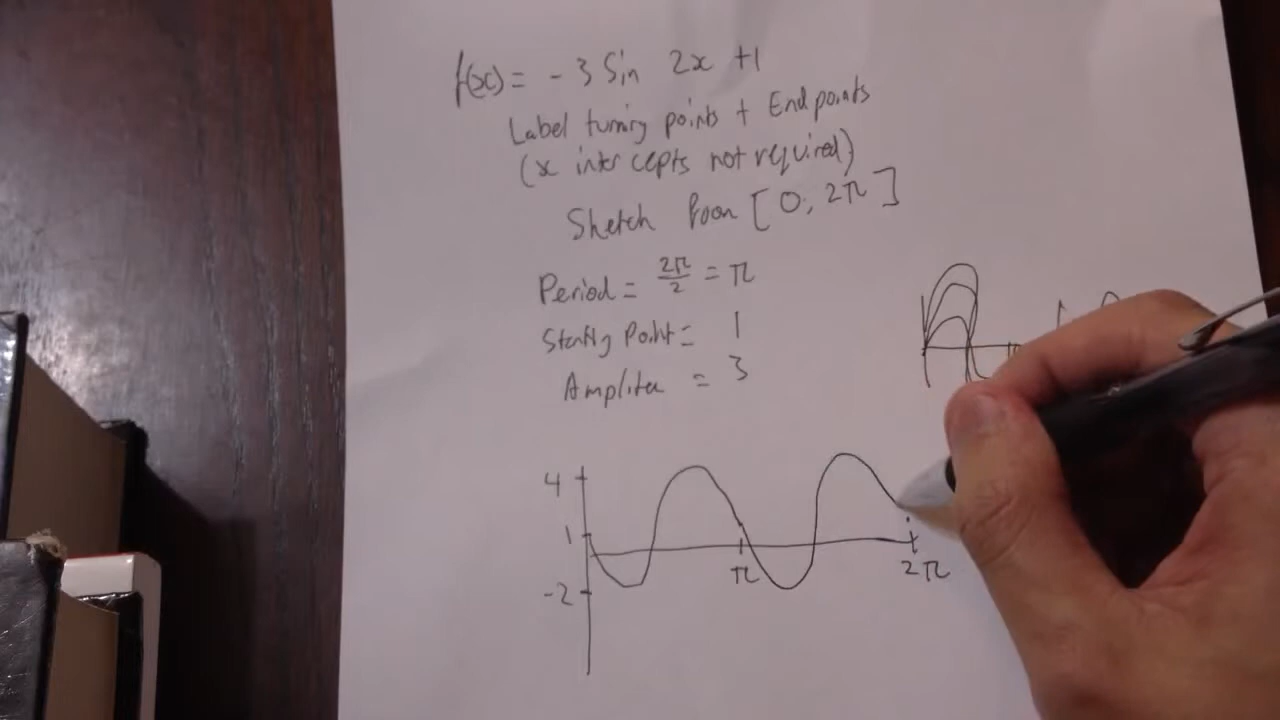 f(x) = -3 Sin 2x +1
Label turning points + End points
(x intercepts not required)
Sketch from [0, 2π]
Period = 2π/2 = π
Starting Point = 1
Amplitu = 3
4
1
-2
π
2π